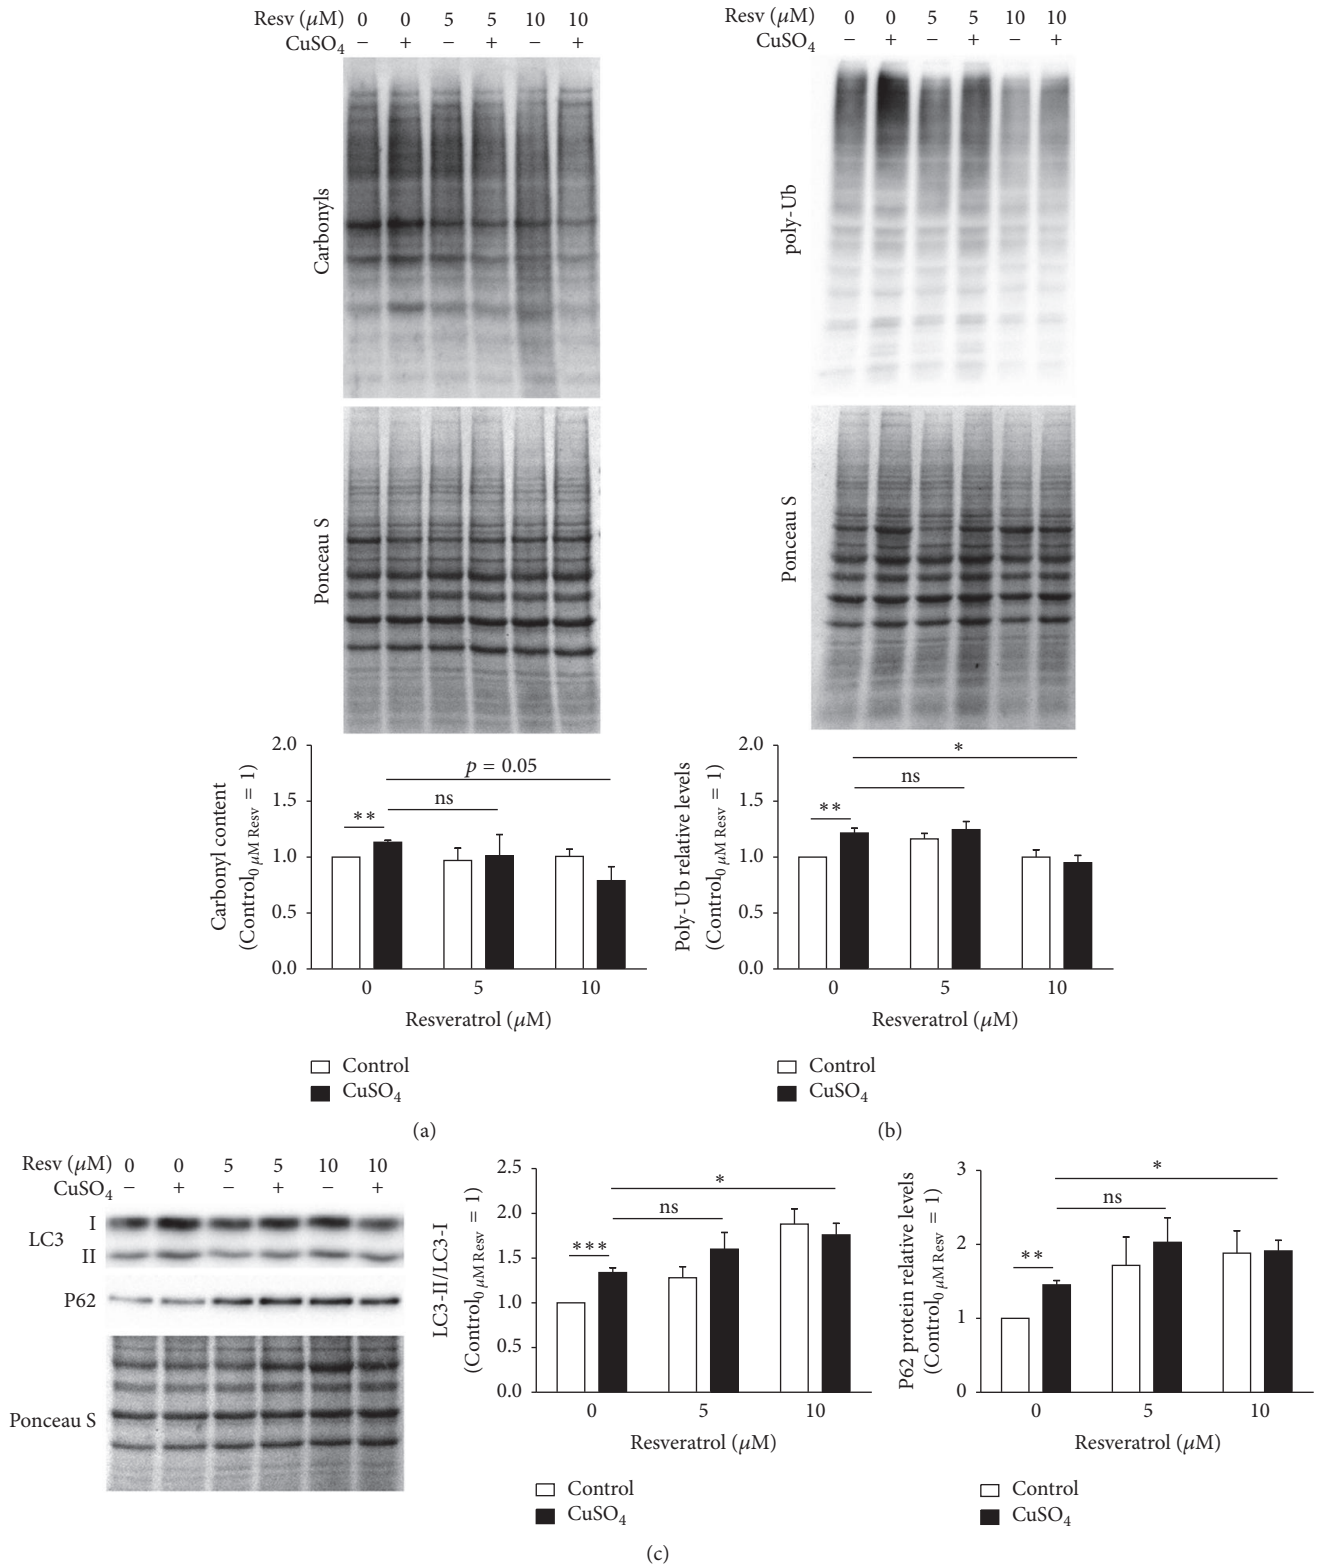 Resv (μM) 0 0 5 5 10 10
CuSO4 − + − + − +
Carbonyls
Ponceau S
2.0
1.5
1.0
0.5
0.0
Carbonyl content
(Control0 μM Resv = 1)
p = 0.05
ns
**
0 5 10
Resveratrol (μM)
Control
CuSO4
(a)
Resv (μM) 0 0 5 5 10 10
CuSO4 − + − + − +
poly-Ub
Ponceau S
2.0
1.5
1.0
0.5
0.0
Poly-Ub relative levels
(Control0 μM Resv = 1)
*
ns
**
0 5 10
Resveratrol (μM)
Control
CuSO4
(b)
Resv (μM) 0 0 5 5 10 10
CuSO4 − + − + − +
LC3
I
II
P62
Ponceau S
2.5
2.0
1.5
1.0
0.5
0.0
LC3-II/LC3-I
(Control0 μM Resv = 1)
*
ns
***
0 5 10
Resveratrol (μM)
Control
CuSO4
3
2
1
0
P62 protein relative levels
(Control0 μM Resv = 1)
*
ns
**
0 5 10
Resveratrol (μM)
Control
CuSO4
(c)